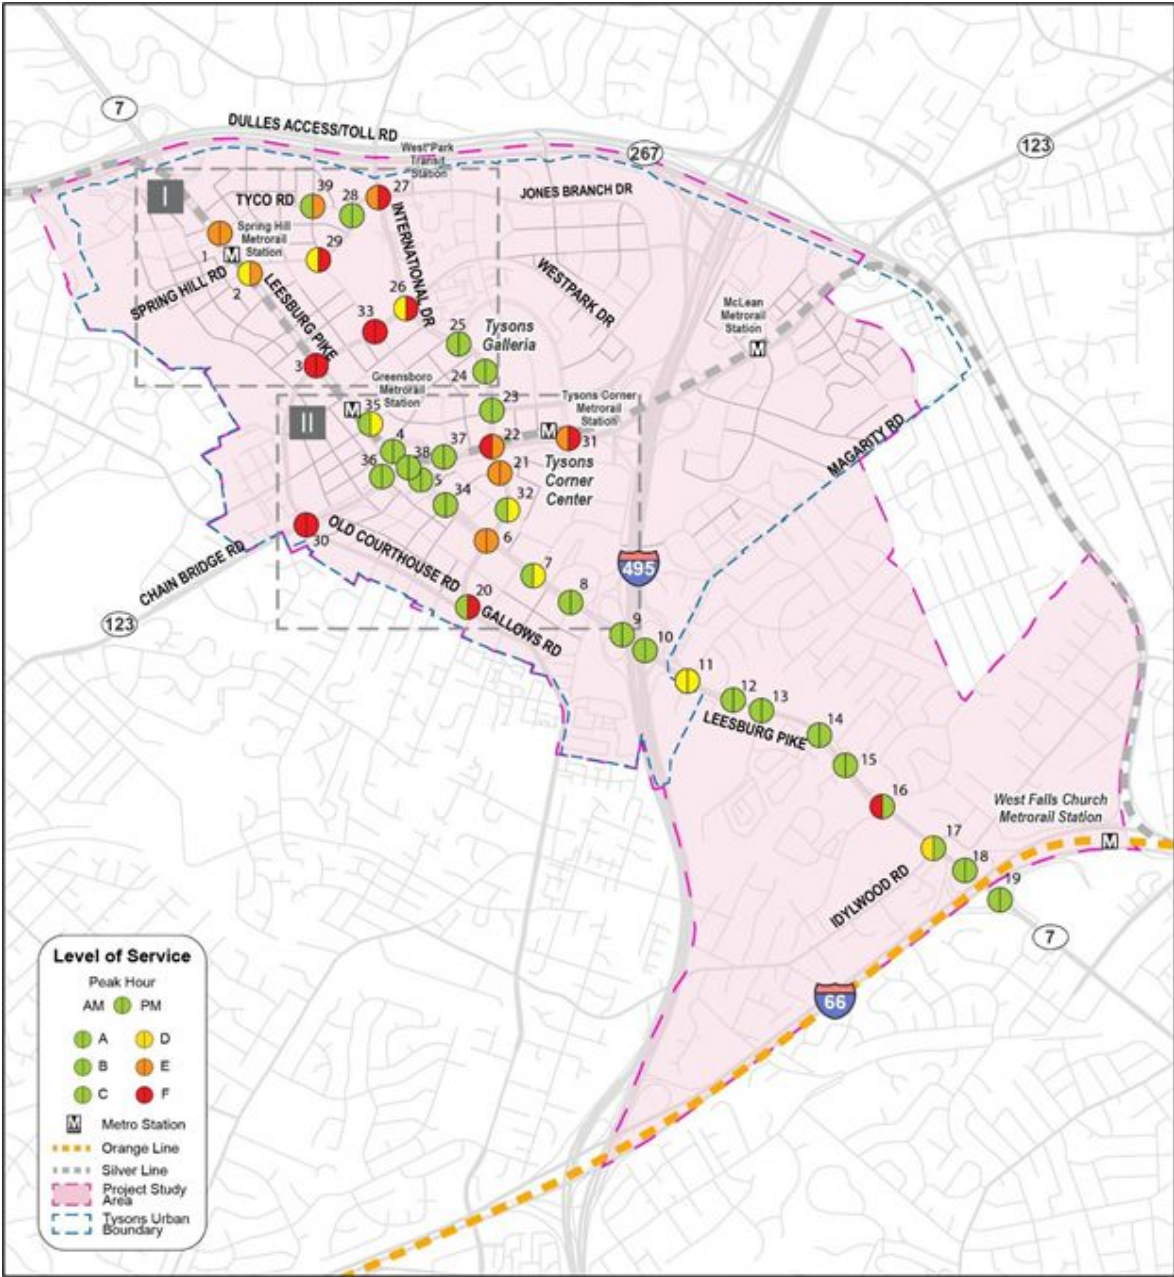 7
DULLES ACCESS/TOLL RD
West*Park
Transit
Station
267
123
I
TYCO RD
39
28
27
JONES BRANCH DR
INTERNATIONAL DR
Spring Hill
Metrorail
Station
1
M
29
SPRING HILL RD
2
LEESBURG PIKE
WESTPARK DR
26
33
25
Tysons
Galleria
McLean
Metrorail
Station
M
3
24
Greensboro
Metrorail
Station
M
35
II
23
Tysons Corner
Metrorail
Station
M
31
4
38
37
22
36
5
21
Tysons
Corner
Center
34
32
MAGARITY RD
30
OLD COURTHOUSE RD
6
CHAIN BRIDGE RD
7
495
8
20
GALLOWS RD
123
9
10
11
12
13
LEESBURG PIKE
14
15
16
West Falls Church
Metrorail Station
M
17
18
19
IDYLWOOD RD
7
66
Level of Service
Peak Hour
AM PM
A D
B E
C F
M Metro Station
Orange Line
Silver Line
Project Study
Area
Tysons Urban
Boundary